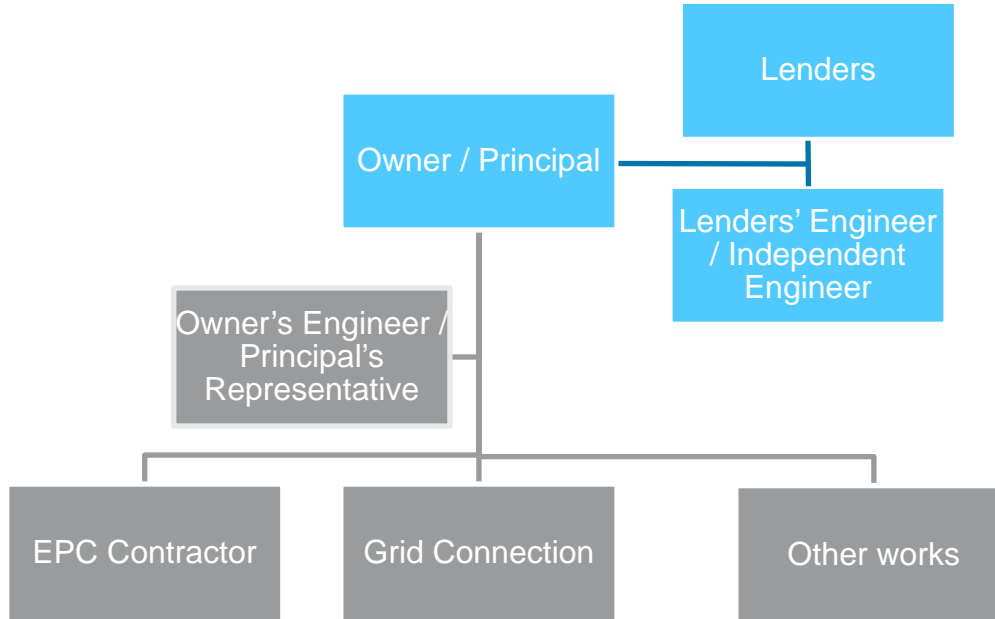 Lenders
Owner / Principal
Lenders’ Engineer
/ Independent
Engineer
Owner’s Engineer /
Principal’s
Representative
EPC Contractor
Grid Connection
Other works